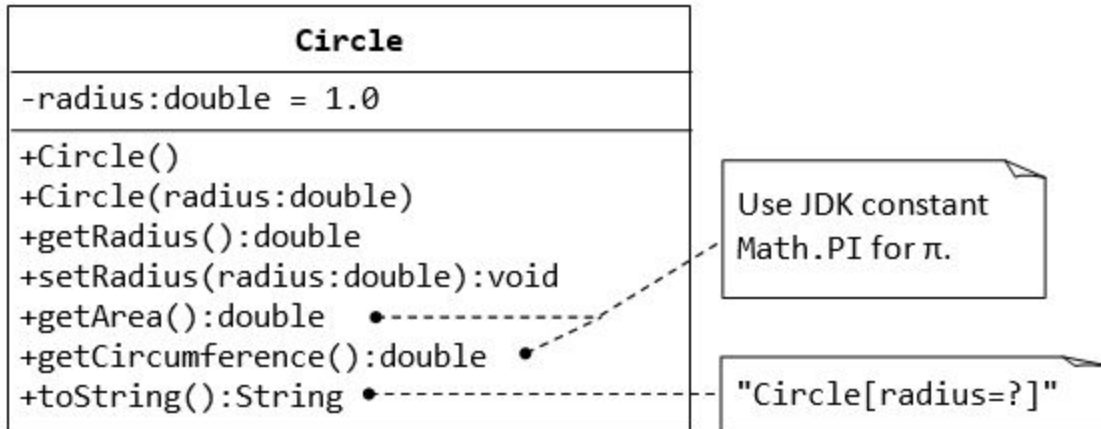 Circle
-radius:double = 1.0
+Circle()
+Circle(radius:double)
+getRadius():double
+setRadius(radius:double):void
+getArea():double
+getCircumference():double
+toString():String
Use JDK constant
Math.PI for π.
"Circle[radius=?]"